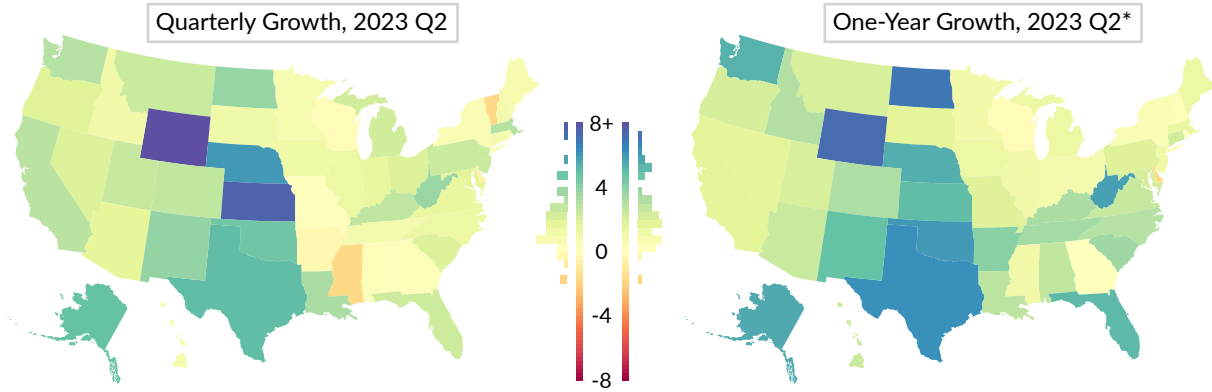 Quarterly Growth, 2023 Q2
One-Year Growth, 2023 Q2*
8+
4
0
-4
-8